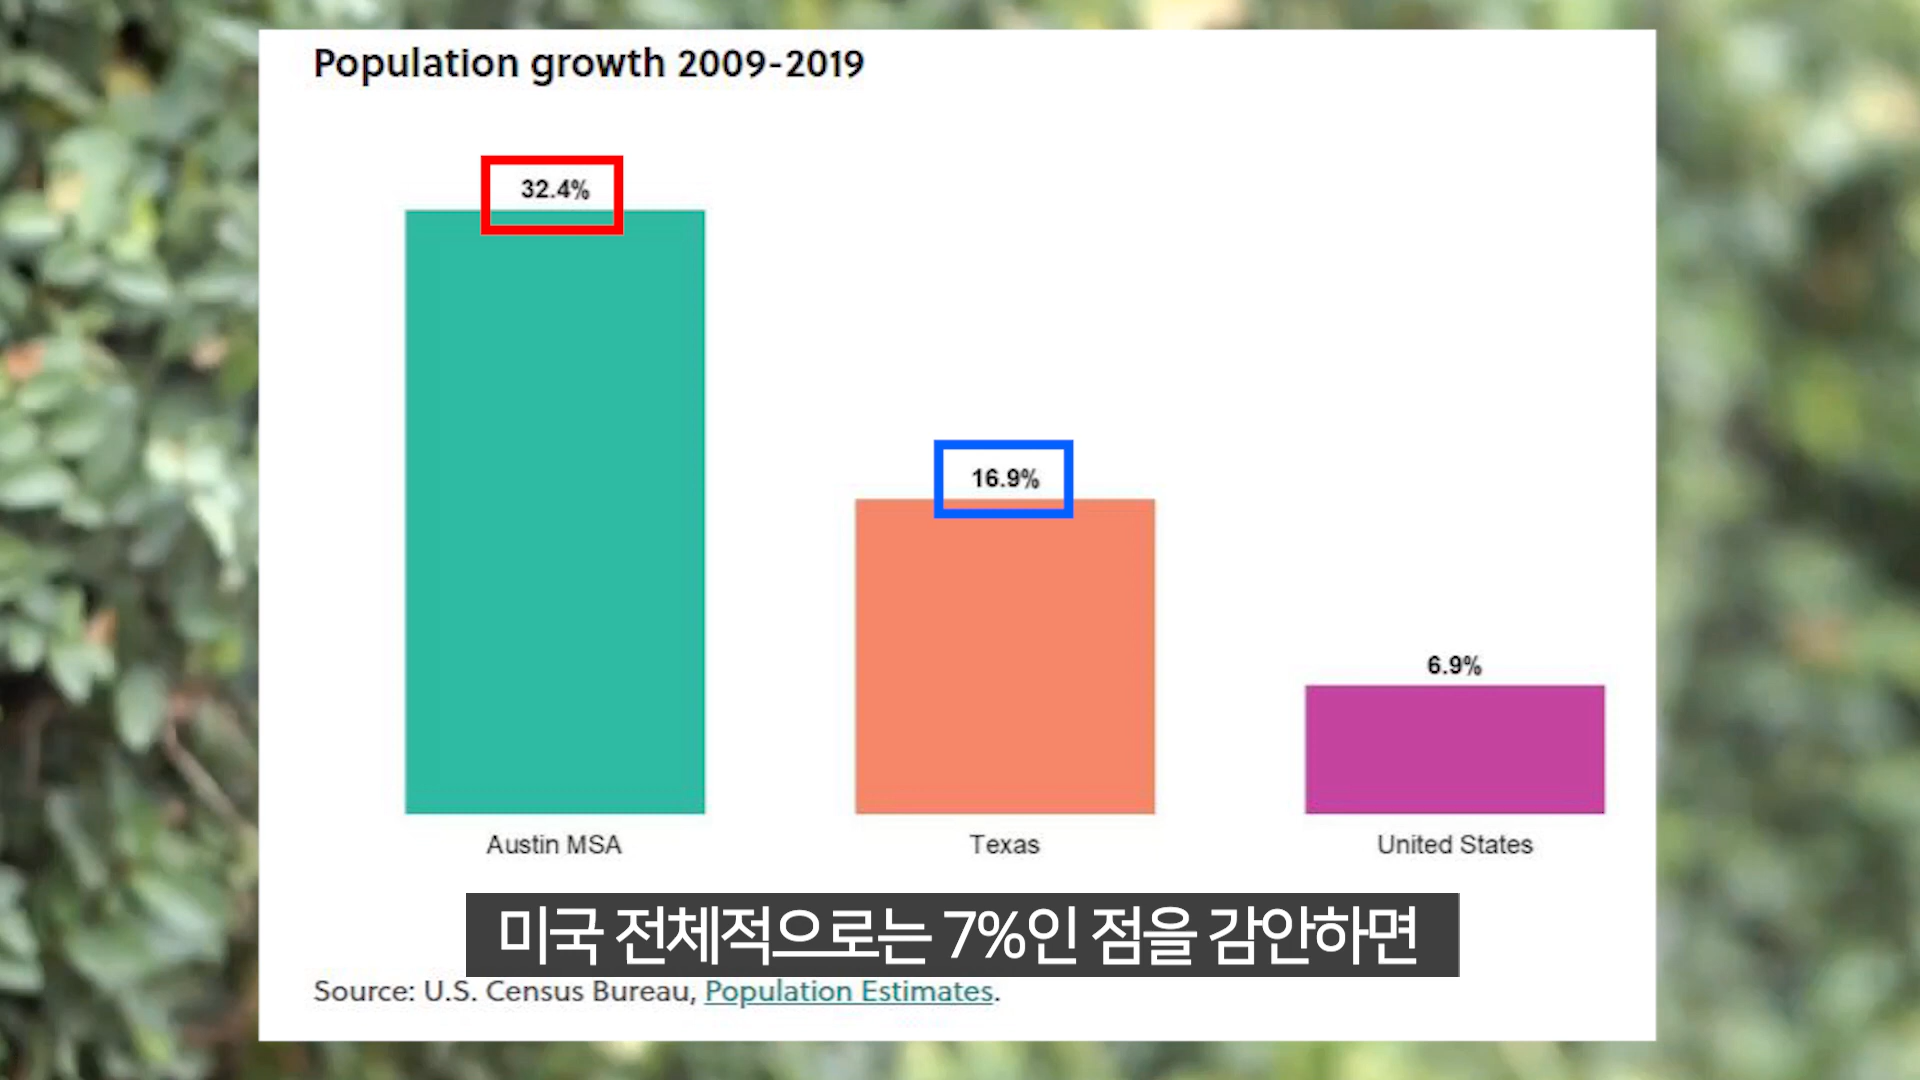 Population growth 2009-2019
32.4%
16.9%
6.9%
Austin MSA
Texas
United States
미국 전체적으로는 7%인 점을 감안하면
Source: U.S. Census Bureau, Population Estimates.